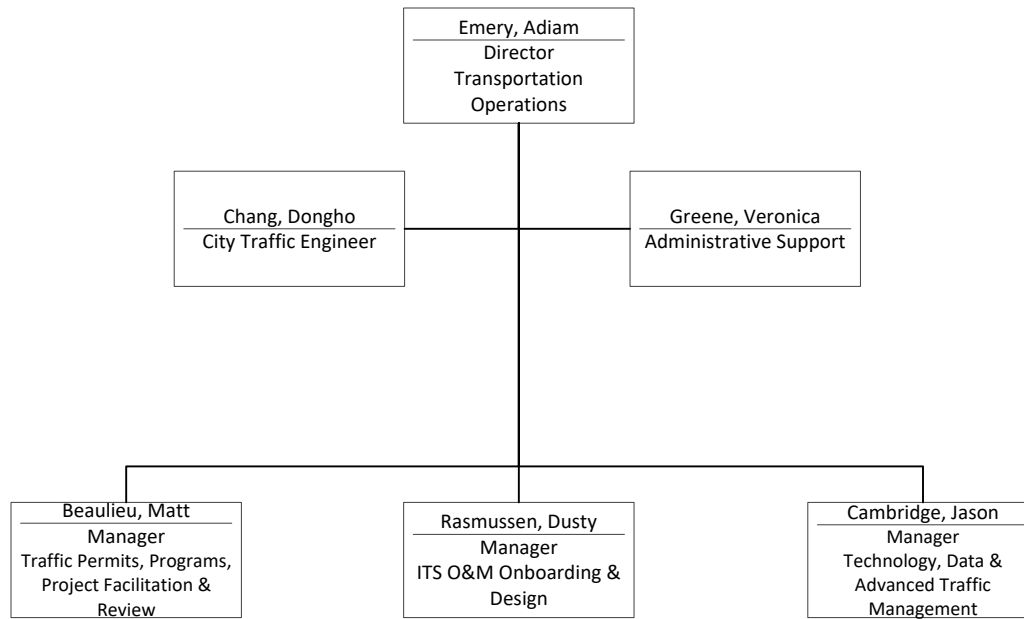 Emery, Adiam
Director
Transportation
Operations
Chang, Dongho
City Traffic Engineer
Greene, Veronica
Administrative Support
Beaulieu, Matt
Manager
Traffic Permits, Programs,
Project Facilitation &
Review
Rasmussen, Dusty
Manager
ITS O&M Onboarding &
Design
Cambridge, Jason
Manager
Technology, Data &
Advanced Traffic
Management